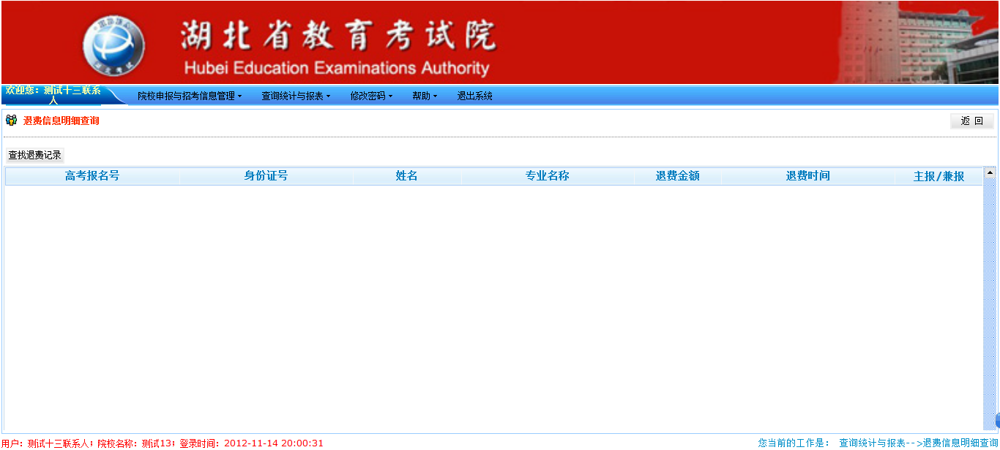 湖北省教育考试院
Hubei Education Examinations Authority
欢迎您：测试十三联系
人
院校申报与招考信息管理 查询统计与报表 修改密码 帮助 退出系统
退费信息明细查询
返 回
查找退费记录
高考报名号 身份证号 姓名 专业名称 退费金额 退费时间 主报/兼报
用户：测试十三联系人；院校名称：测试13；登录时间：2012-11-14 20:00:31
您当前的工作是： 查询统计与报表-->退费信息明细查询